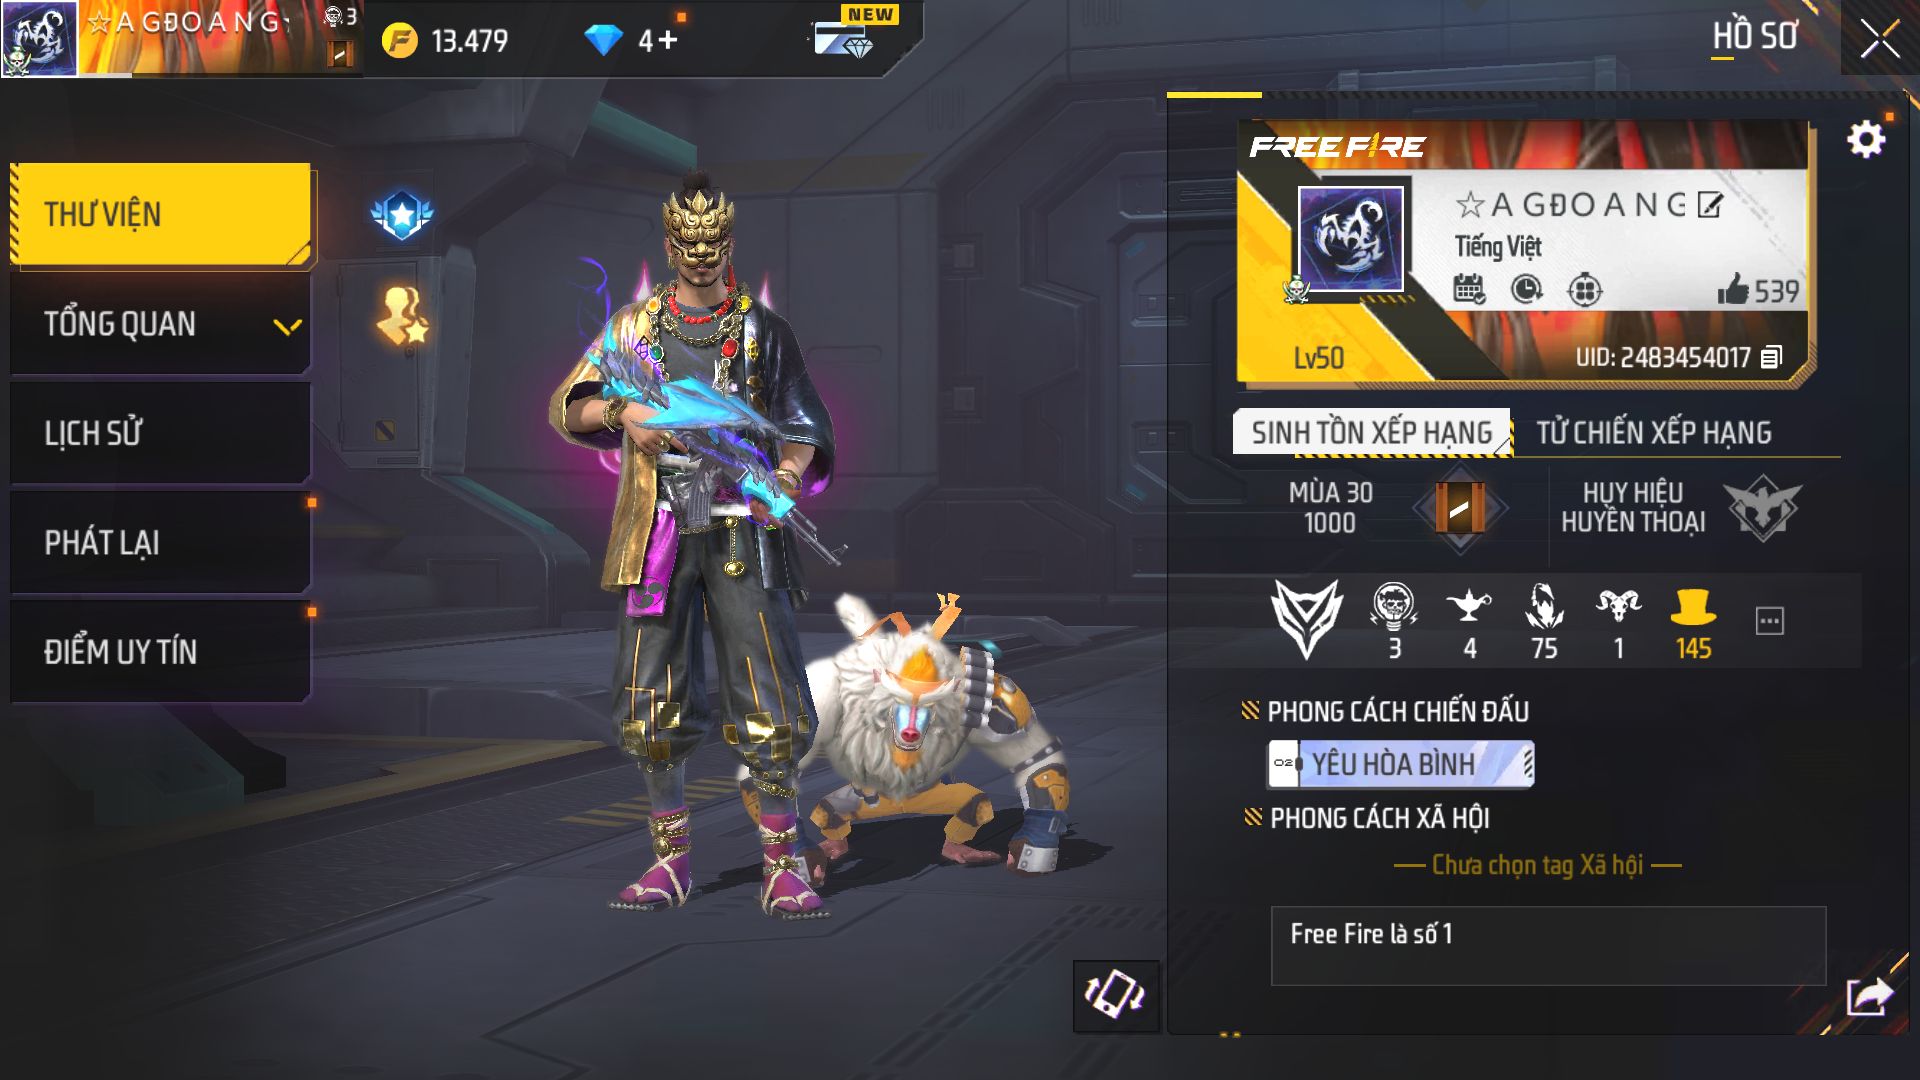 ☆A GĐO A N G
3
13.479
4+
NEW
HỒ SƠ
THƯ VIỆN
TỔNG QUAN
LỊCH SỬ
PHÁT LẠI
ĐIỂM UY TÍN
FREE FIRE
☆A GĐO A N G
Tiếng Việt
539
Lv50
UID: 2483454017
SINH TỒN XẾP HẠNG
TỬ CHIẾN XẾP HẠNG
MÙA 30
1000
HUY HIỆU
HUYỀN THOẠI
3
4
75
1
145
PHONG CÁCH CHIẾN ĐẤU
02
YÊU HÒA BÌNH
PHONG CÁCH XÃ HỘI
— Chưa chọn tag Xã hội —
Free Fire là số 1